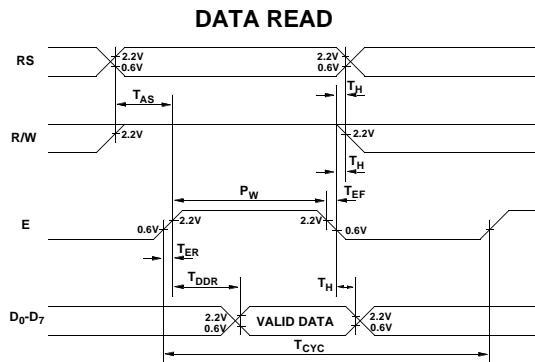 DATA READ
RS
2.2V
0.6V
2.2V
0.6V
TAS
TH
R/W
2.2V
2.2V
TH
PW
TEF
E
0.6V
2.2V
2.2V
0.6V
TER
TDDR
TH
D0-D7
2.2V
0.6V
VALID DATA
2.2V
0.6V
TCYC